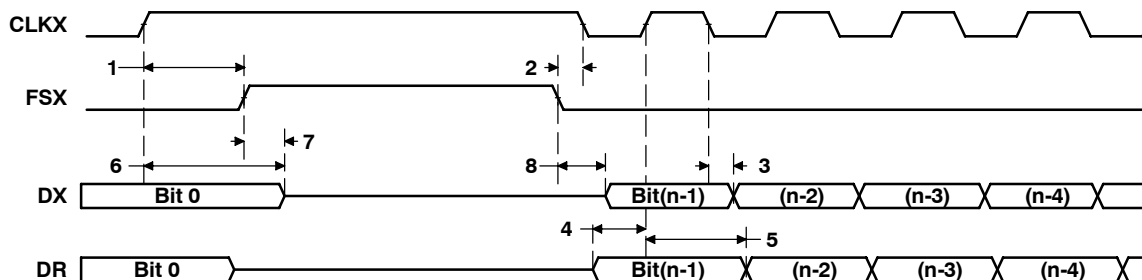 CLKX
1
2
FSX
7
6
8
3
DX
Bit 0
Bit(n-1)
(n-2)
(n-3)
(n-4)
4
5
DR
Bit 0
Bit(n-1)
(n-2)
(n-3)
(n-4)